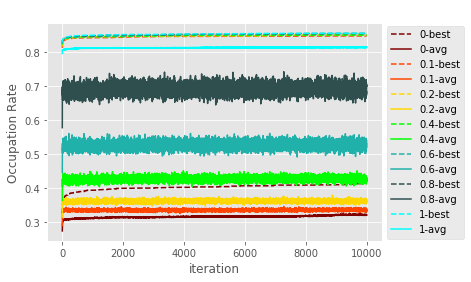 0.8
0.7
0.6
0.5
0.4
0.3
Occupation Rate
0
2000
4000
6000
8000
10000
iteration
0-best
0-avg
0.1-best
0.1-avg
0.2-best
0.2-avg
0.4-best
0.4-avg
0.6-best
0.6-avg
0.8-best
0.8-avg
1-best
1-avg